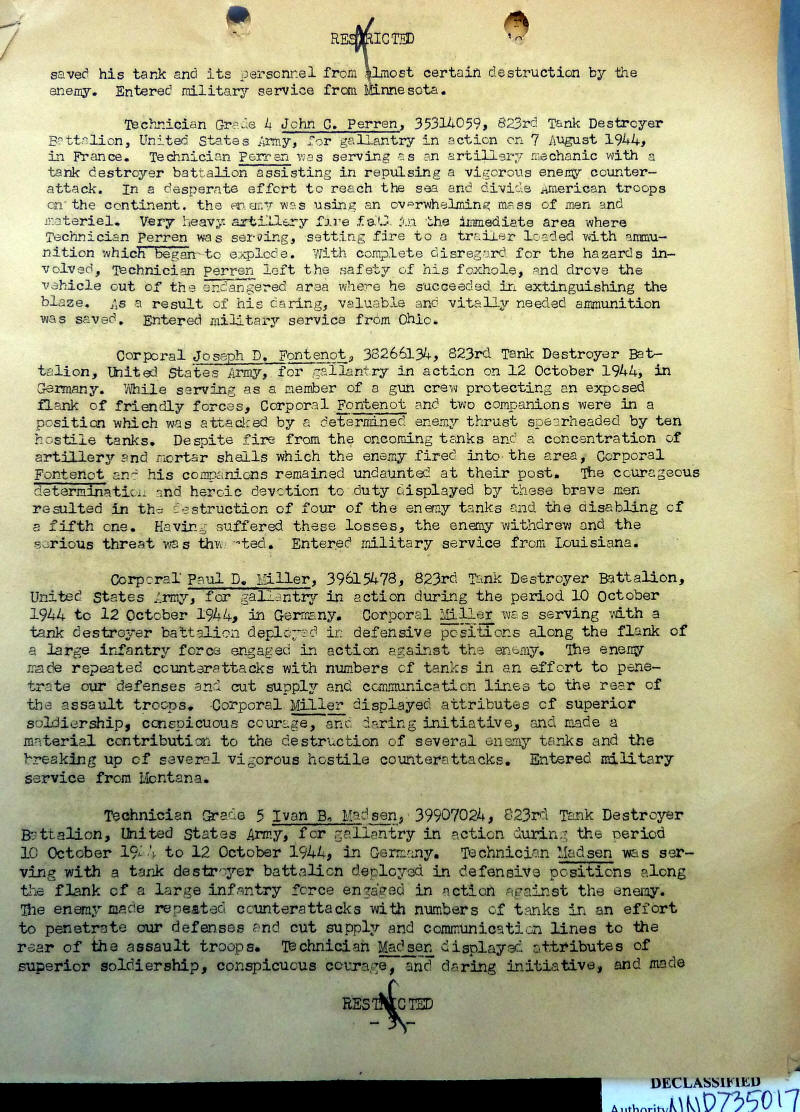 RESTRICTED
saved his tank and its personnel from almost certain destruction by the
enemy. Entered military service from Minnesota.
Technician Grade 4 John C. Perren, 35314059, 823rd Tank Destroyer
Battalion, United States Army, for gallantry in action on 7 August 1944,
in France. Technician Perren was serving as an artillery mechanic with a
tank destroyer battalion assisting in repulsing a vigorous enemy counter-
attack. In a desperate effort to reach the sea and divide American troops
on the continent. the enemy was using an overwhelming mass of men and
materiel. Very heavy artillery fire fell in the immediate area where
Technician Perren was serving, setting fire to a trailer loaded with ammu-
nition which began to explode. With complete disregard for the hazards in-
volved, Technician Perren left the safety of his foxhole, and drove the
vehicle out of the endangered area where he succeeded in extinguishing the
blaze. As a result of his daring, valuable and vitally needed ammunition
was saved. Entered military service from Ohio.
Corporal Joseph D. Fontenot, 38266134, 823rd Tank Destroyer Bat-
talion, United States Army, for gallantry in action on 12 October 1944, in
Germany. While serving as a member of a gun crew protecting an exposed
flank of friendly forces, Corporal Fontenot and two companions were in a
position which was attacked by a determined enemy thrust spearheaded by ten
hostile tanks. Despite fire from the oncoming tanks and a concentration of
artillery and mortar shells which the enemy fired into the area, Corporal
Fontenot and his companions remained undaunted at their post. The courageous
determination and heroic devotion to duty displayed by these brave men
resulted in the destruction of four of the enemy tanks and the disabling of
a fifth one. Having suffered these losses, the enemy withdrew and the
serious threat was thwarted. Entered military service from Louisiana.
Corporal Paul D. Miller, 39615478, 823rd Tank Destroyer Battalion,
United States Army, for gallantry in action during the period 10 October
1944 to 12 October 1944, in Germany. Corporal Miller was serving with a
tank destroyer battalion deployed in defensive positions along the flank of
a large infantry force engaged in action against the enemy. The enemy
made repeated counterattacks with numbers of tanks in an effort to pene-
trate our defenses and cut supply and communication lines to the rear of
the assault troops. Corporal Miller displayed attributes of superior
soldiership, conspicuous courage, and daring initiative, and made a
material contribution to the destruction of several enemy tanks and the
breaking up of several vigorous hostile counterattacks. Entered military
service from Montana.
Technician Grade 5 Ivan B. Madsen, 39907024, 823rd Tank Destroyer
Battalion, United States Army, for gallantry in action during the period
10 October 1944 to 12 October 1944, in Germany. Technician Madsen was ser-
ving with a tank destroyer battalion deployed in defensive positions along
the flank of a large infantry force engaged in action against the enemy.
The enemy made repeated counterattacks with numbers of tanks in an effort
to penetrate our defenses and cut supply and communication lines to the
rear of the assault troops. Technician Madsen displayed attributes of
superior soldiership, conspicuous courage, and daring initiative, and made
RESTRICTED
- 3 -
DECLASSIFIED
Authority NND735017